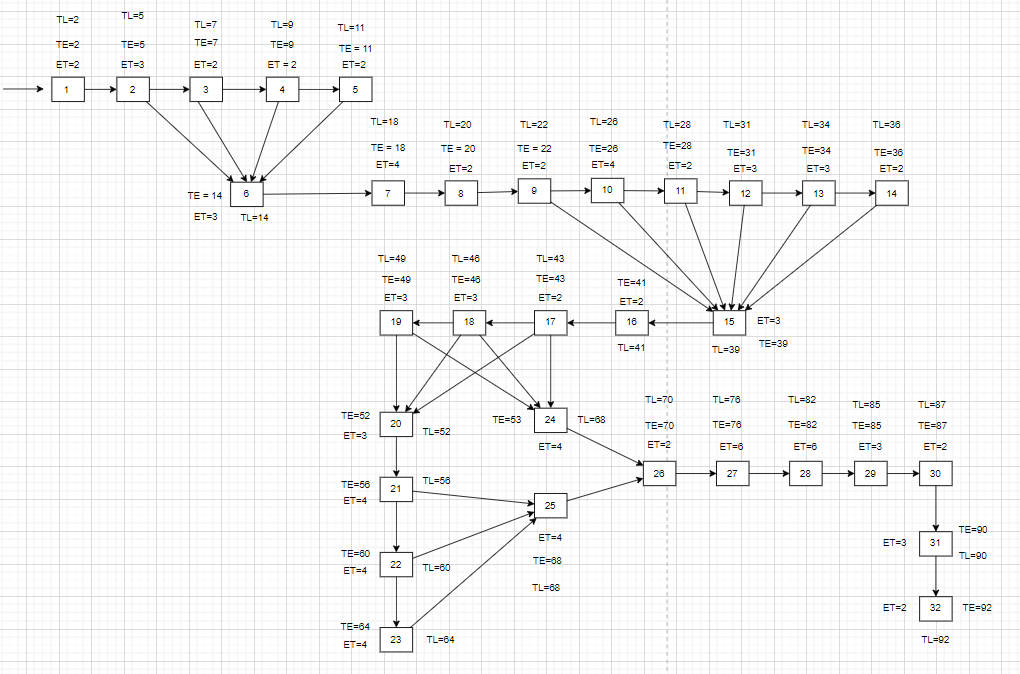 TL=2
TL=5
TL=7
TL=9
TL=11
TE=2
TE=5
TE=7
TE=9
TE = 11
ET=2
ET=3
ET=2
ET = 2
ET=2
1
2
3
4
5
TL=18
TL=20
TL=22
TL=26
TL=28
TL=31
TL=34
TL=36
TE = 18
TE = 20
TE = 22
TE=26
TE=28
TE=31
TE=34
TE=36
ET=4
ET=2
ET=2
ET=4
ET=2
ET=3
ET=3
ET=2
TE = 14
6
7
8
9
10
11
12
13
14
ET=3
TL=14
TL=49
TL=46
TL=43
TE=49
TE=46
TE=43
TE=41
ET=3
ET=3
ET=2
ET=2
19
18
17
16
15
ET=3
TL=41
TL=39
TE=39
TE=52
20
TL=52
ET=3
TE=53
24
TL=68
ET=4
TL=70
TL=76
TL=82
TL=85
TL=87
TE=70
TE=76
TE=82
TE=85
TE=87
ET=2
ET=6
ET=6
ET=3
ET=2
26
27
28
29
30
TE=56
21
TL=56
ET=4
25
ET=4
TE=68
TL=68
TE=60
22
TL=60
ET=4
TE=64
23
TL=64
ET=4
ET=3
31
TE=90
TL=90
ET=2
32
TE=92
TL=92